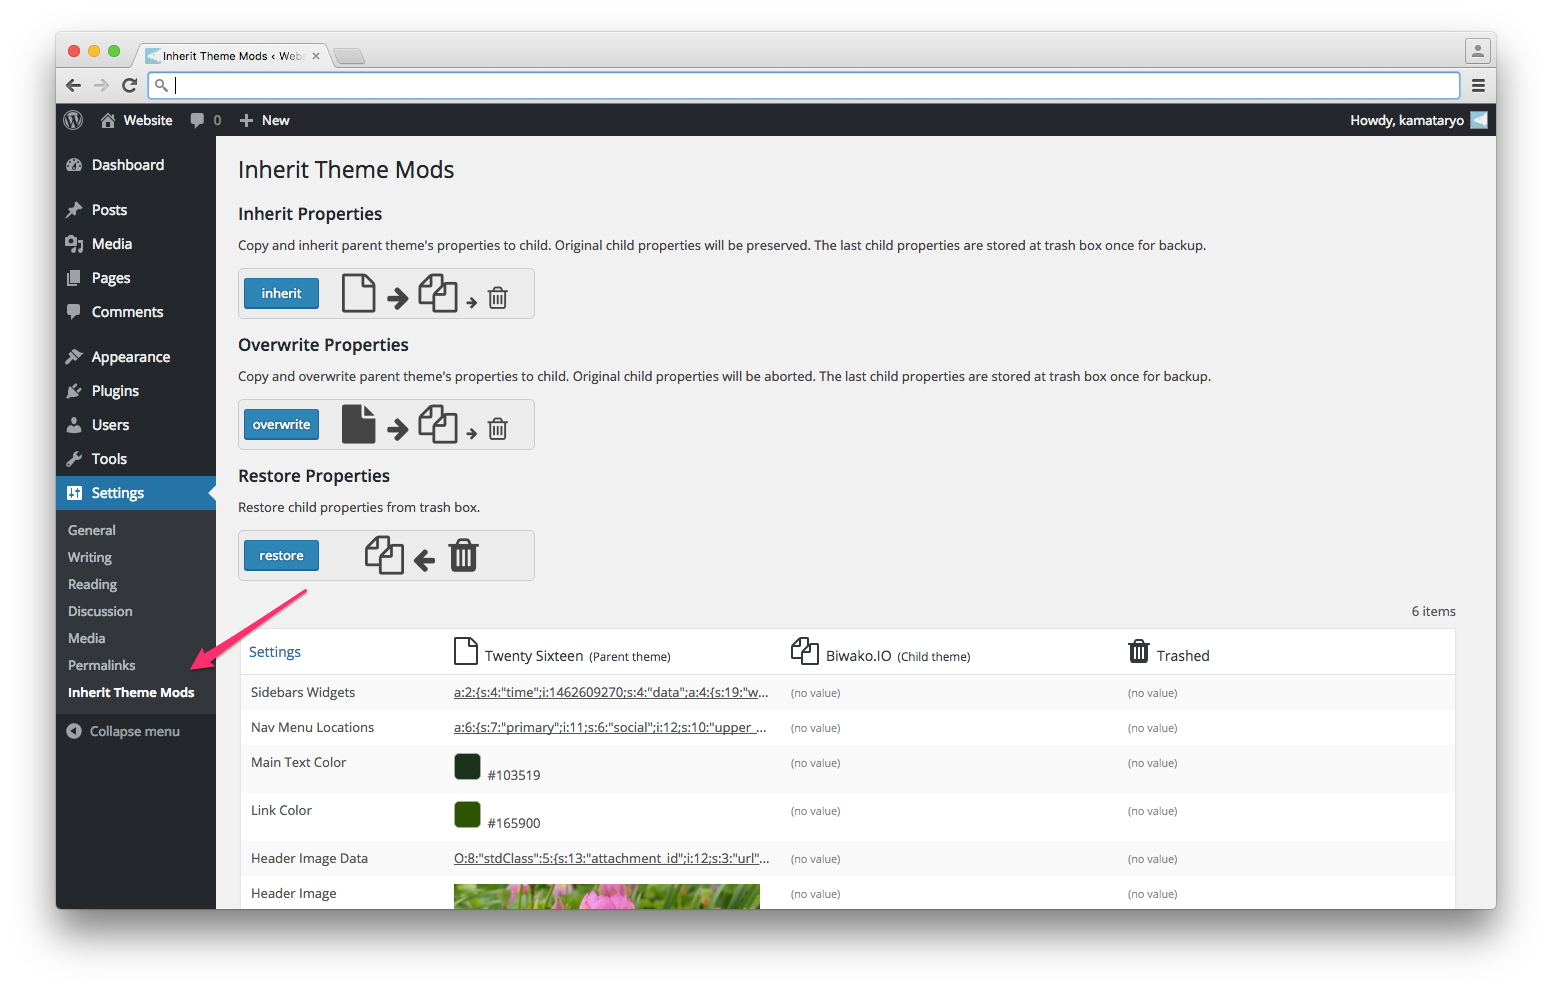 Inherit Theme Mods ‹ Webs
Website
0
New
Howdy, kamataryo
Dashboard
Posts
Media
Pages
Comments
Appearance
Plugins
Users
Tools
Settings
General
Writing
Reading
Discussion
Media
Permalinks
Inherit Theme Mods
Collapse menu
Inherit Theme Mods
Inherit Properties
Copy and inherit parent theme's properties to child. Original child properties will be preserved. The last child properties are stored at trash box once for backup.
inherit
Overwrite Properties
Copy and overwrite parent theme's properties to child. Original child properties will be aborted. The last child properties are stored at trash box once for backup.
overwrite
Restore Properties
Restore child properties from trash box.
restore
6 items
Settings Twenty Sixteen (Parent theme) Biwako.IO (Child theme) Trashed
Sidebars Widgets a:2:{s:4:"time";i:1462609270;s:4:"data";a:4:{s:19:"w... (no value) (no value)
Nav Menu Locations a:6:{s:7:"primary";i:11;s:6:"social";i:12;s:10:"upper_... (no value) (no value)
Main Text Color #103519 (no value) (no value)
Link Color #165900 (no value) (no value)
Header Image Data O:8:"stdClass":5:{s:13:"attachment_id";i:12;s:3:"url"... (no value) (no value)
Header Image (no value) (no value)